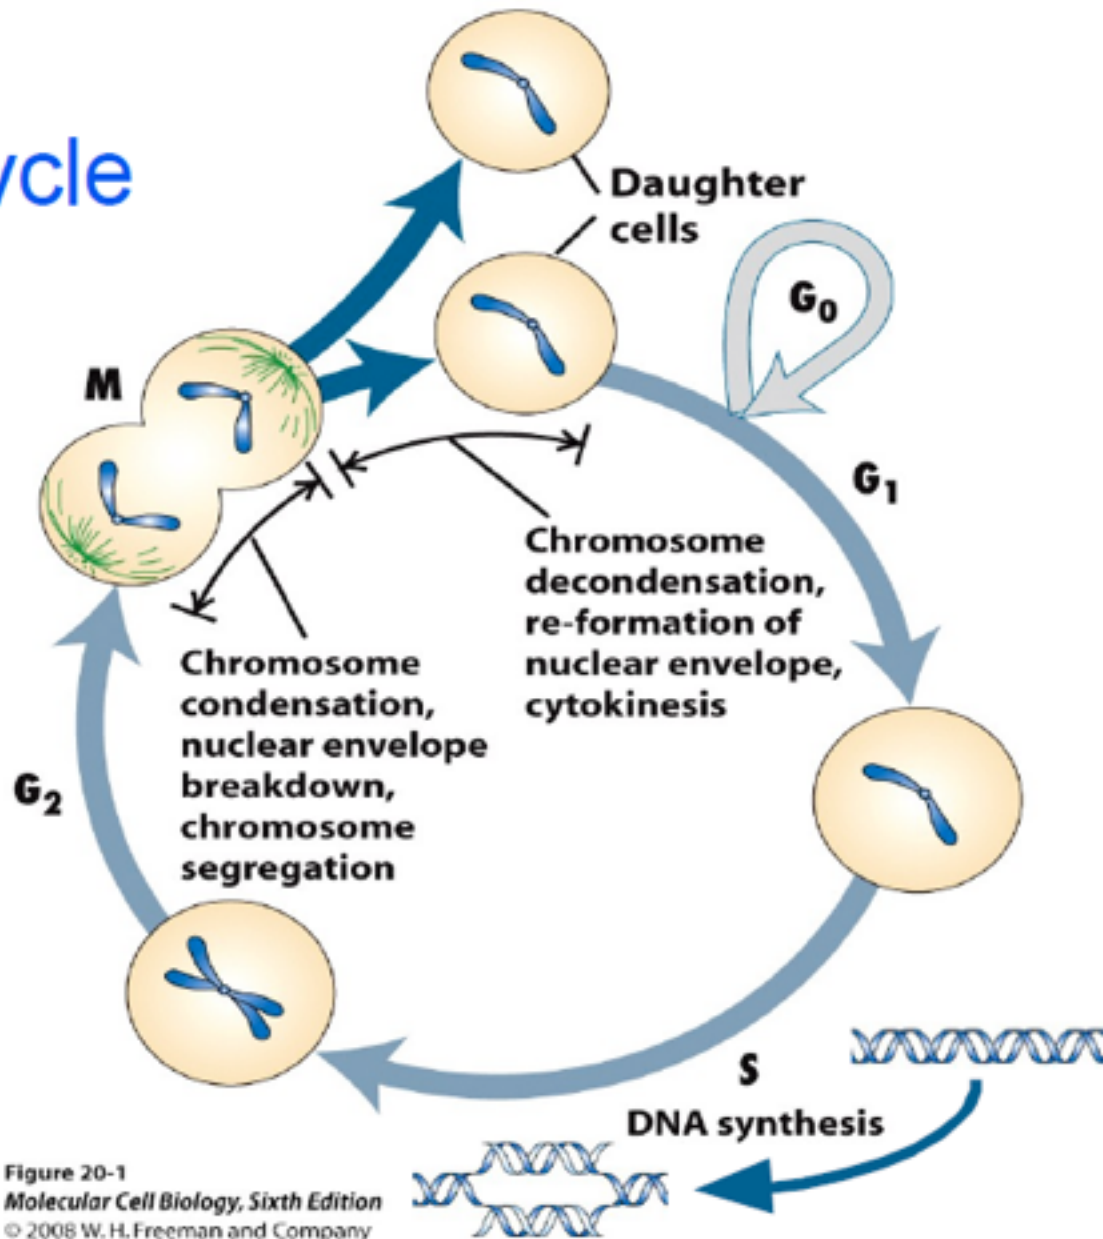 ycle
Daughter
cells
G₀
M
G₁
Chromosome
decondensation,
re-formation of
nuclear envelope,
cytokinesis
Chromosome
condensation,
nuclear envelope
breakdown,
chromosome
segregation
G₂
S
DNA synthesis
Figure 20-1
Molecular Cell Biology, Sixth Edition
© 2008 W. H. Freeman and Company